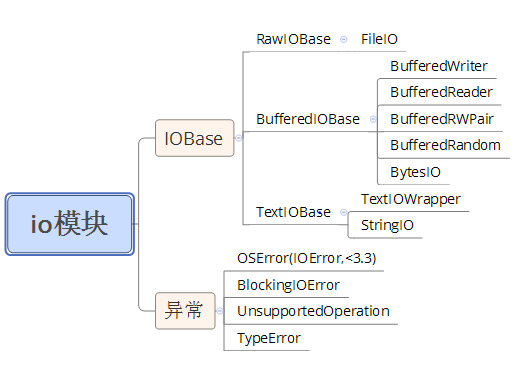 io模块
IOBase
RawIOBase
FileIO
BufferedIOBase
BufferedWriter
BufferedReader
BufferedRWPair
BufferedRandom
BytesIO
TextIOBase
TextIOWrapper
StringIO
异常
OSError(IOError,<3.3)
BlockingIOError
UnsupportedOperation
TypeError